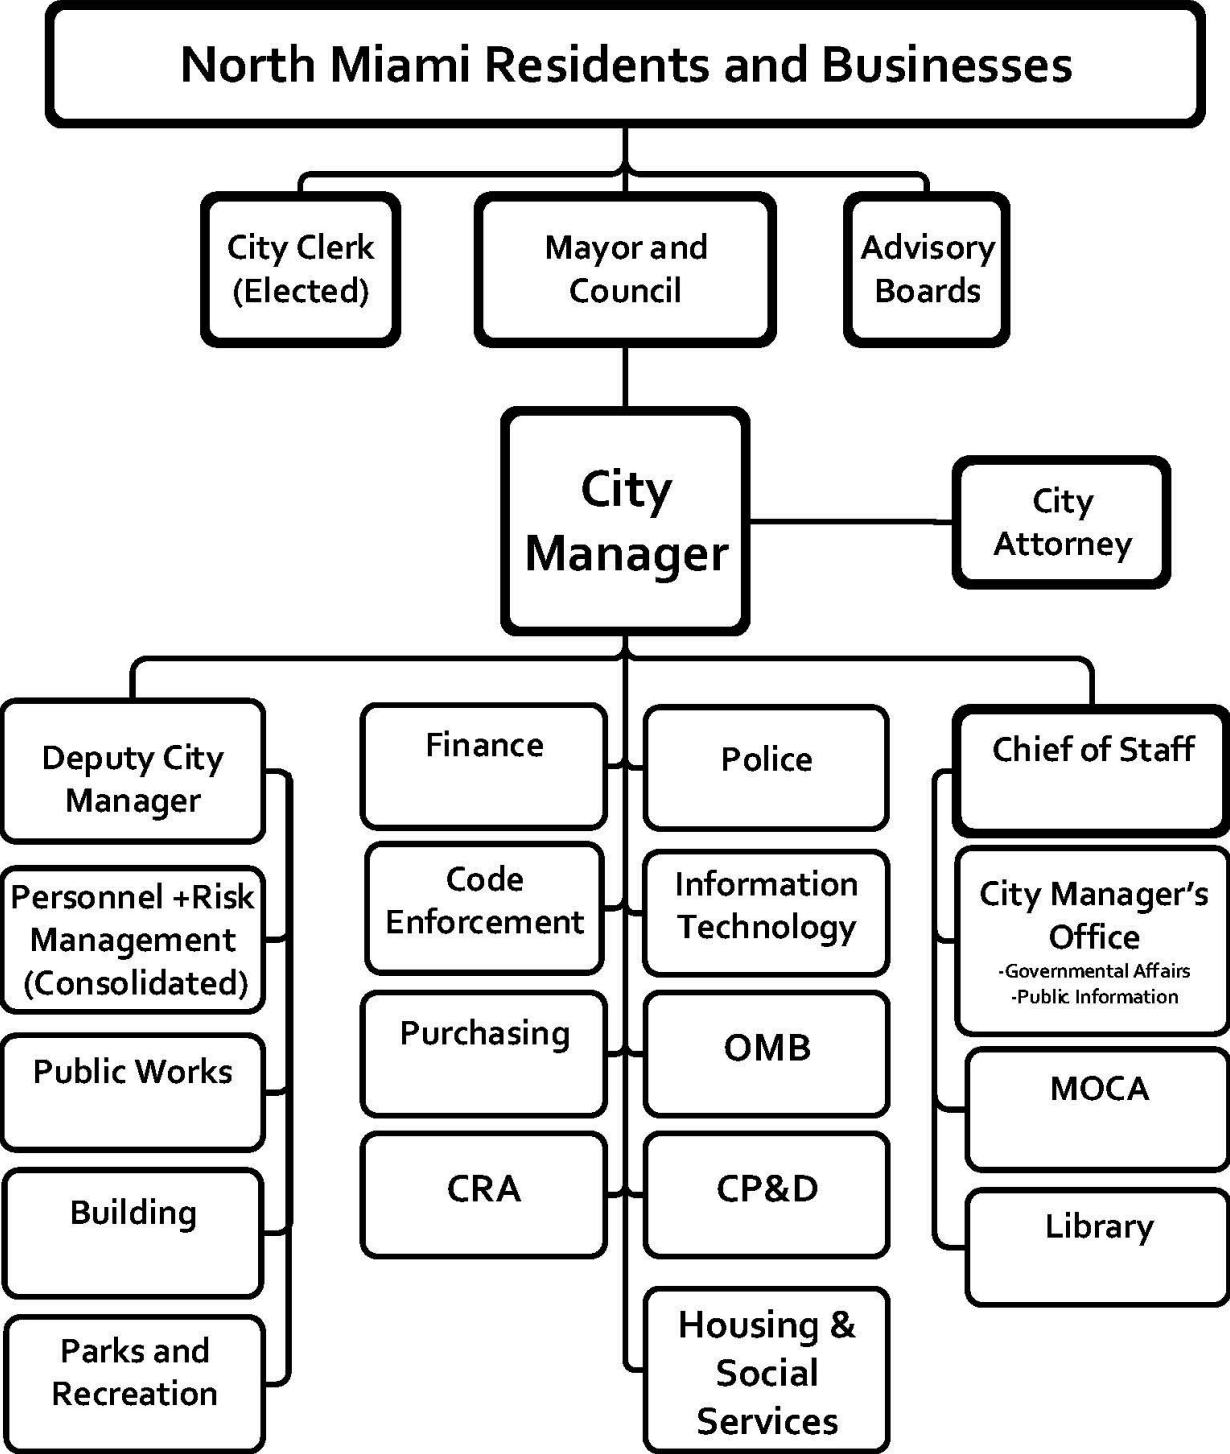 North Miami Residents and Businesses
City Clerk
(Elected)
Mayor and
Council
Advisory
Boards
City
Manager
City
Attorney
Deputy City
Manager
Personnel +Risk
Management
(Consolidated)
Public Works
Building
Parks and
Recreation
Finance
Code
Enforcement
Purchasing
CRA
Police
Information
Technology
OMB
CP&D
Housing &
Social
Services
Chief of Staff
City Manager’s
Office
-Governmental Affairs
-Public Information
MOCA
Library